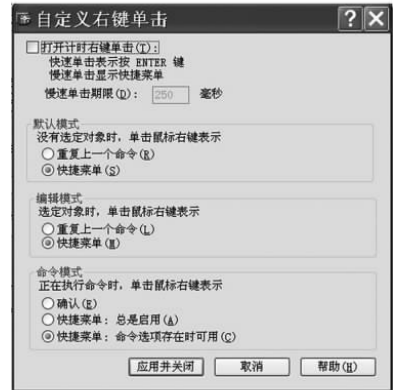 自定义右键单击
打开计时右键单击(T):
快速单击表示按 ENTER 键
慢速单击显示快捷菜单
慢速单击期限(D): 250 毫秒
默认模式
没有选定对象时，单击鼠标右键表示
重复上一个命令(R)
快捷菜单(S)
编辑模式
选定对象时，单击鼠标右键表示
重复上一个命令(L)
快捷菜单(M)
命令模式
正在执行命令时，单击鼠标右键表示
确认(E)
快捷菜单: 总是启用(A)
快捷菜单: 命令选项存在时可用(C)
应用并关闭 取消 帮助(H)